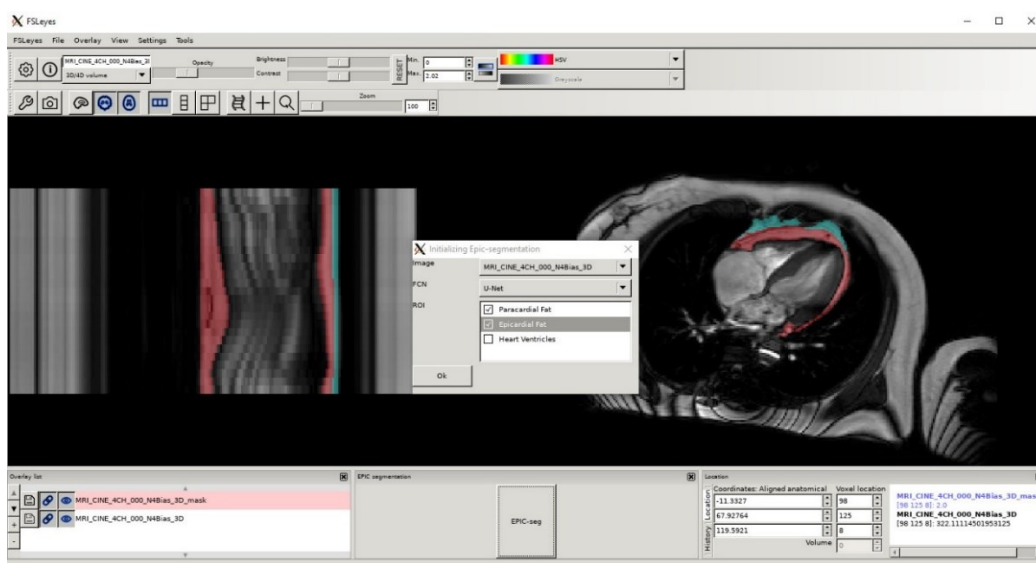 FSLeyes
FSLeyes File Overlay View Settings Tools
MRI_CINE_4CH_000_N4Bias_3I
3D/4D volume
Opacity
Brightness
Contrast
RESET
Min. 0
Max. 2.02
HSV
Greyscale
Zoom
100
Initializing Epic-segmentation
Image
MRI_CINE_4CH_000_N4Bias_3D
FCN
U-Net
ROI
Paracardial Fat
Epicardial Fat
Heart Ventricles
Ok
Overlay list
MRI_CINE_4CH_000_N4Bias_3D_mask
MRI_CINE_4CH_000_N4Bias_3D
EPIC segmentation
EPIC-seg
Location
Location
History
Coordinates: Aligned anatomical Voxel location
-11.3327 98
67.92764 125
119.5921 8
Volume 0
MRI_CINE_4CH_000_N4Bias_3D_mas
[98 125 8]: 2.0
MRI_CINE_4CH_000_N4Bias_3D
[98 125 8]: 322.11114501953125